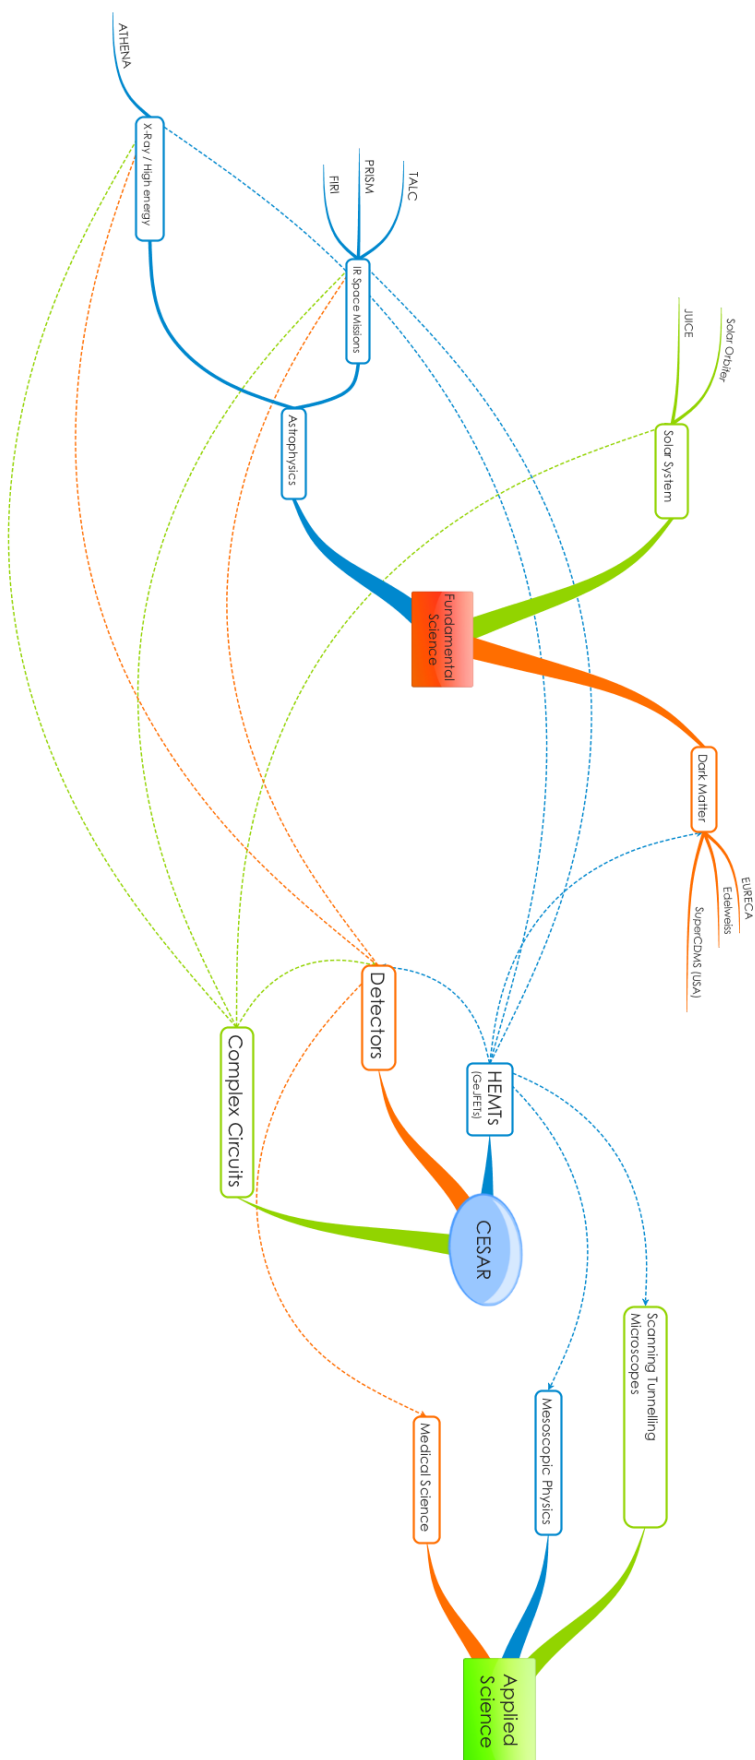 EURECA
Edelweiss
SuperCDMS (USA)
Dark Matter
Solar Orbiter
JUICE
Solar System
Fundamental
Science
TALC
PRISM
FIRI
IR Space Missions
Astrophysics
ATHENA
X-Ray / High energy
HEMTs
(GeJFETs)
Detectors
Complex Circuits
CESAR
Scanning Tunnelling
Microscopes
Mesoscopic Physics
Medical Science
Applied
Science